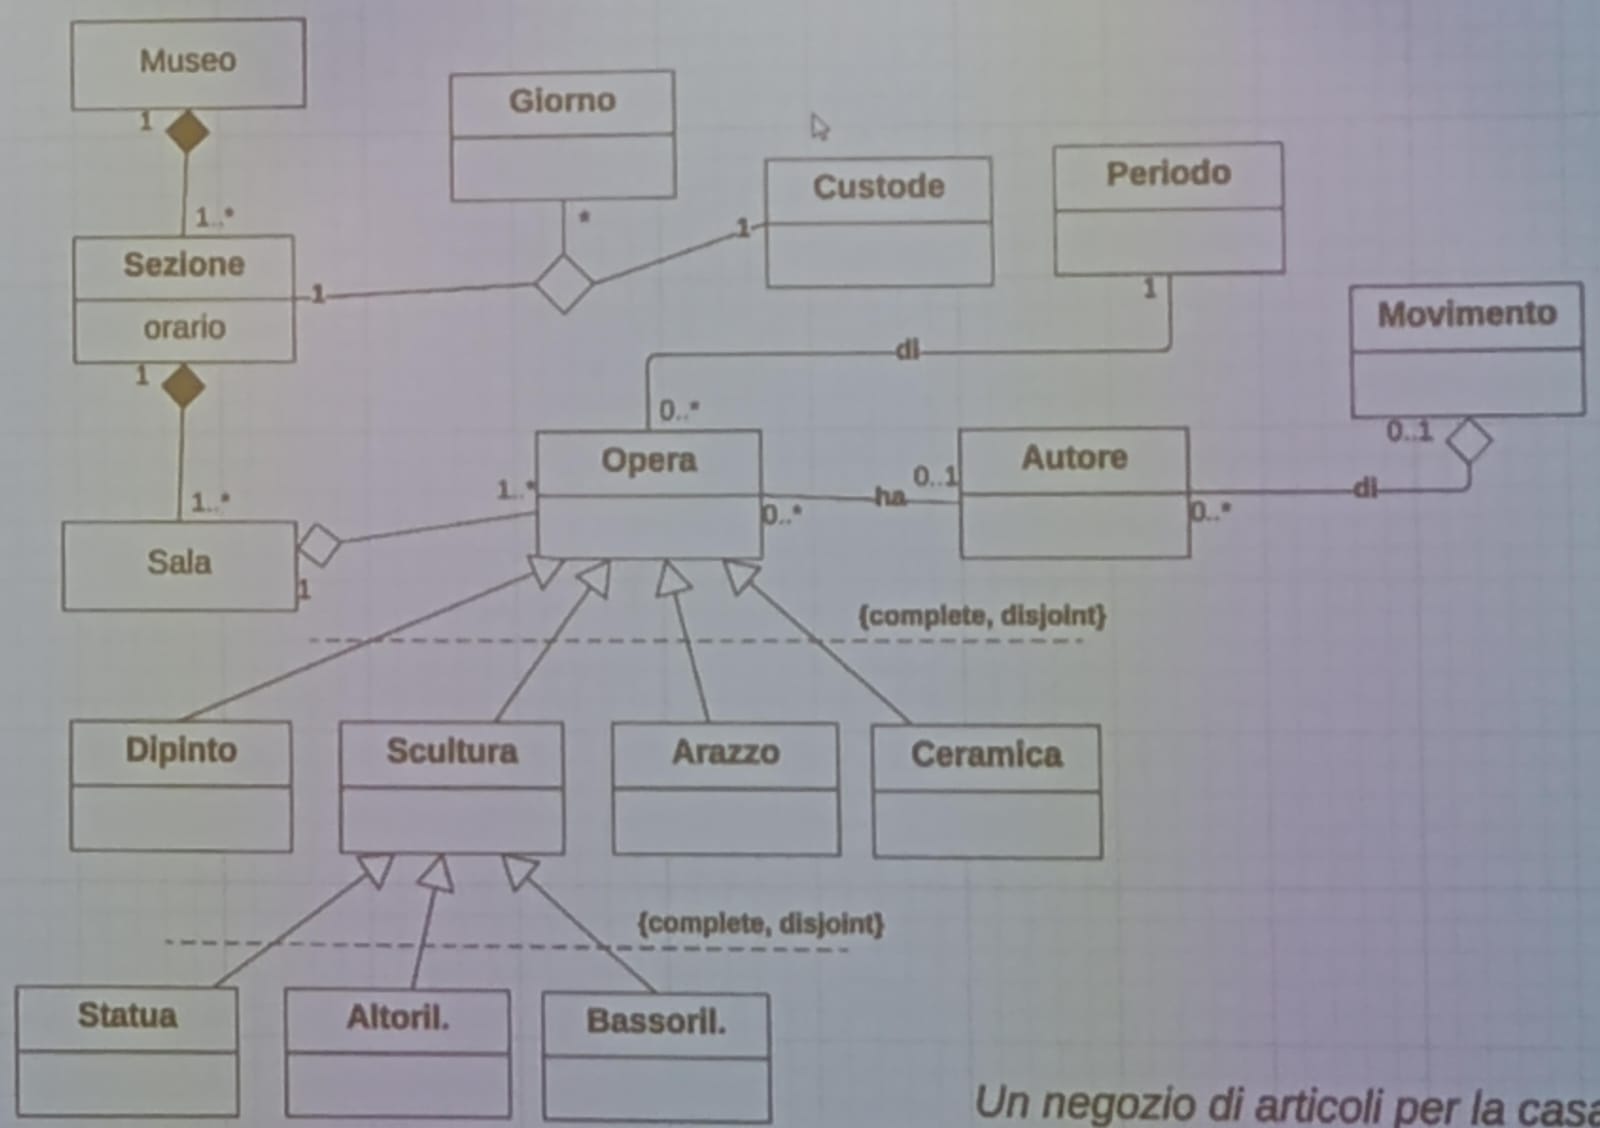 Museo
1
1..*
Giorno
*
Custode
1
Periodo
1
Sezione
orario
1
1
1..*
Movimento
0..1
di
0..*
Opera
1..*
0..*
ha
0..1
Autore
0..*
di
Sala
1
{complete, disjoint}
Dipinto
Scultura
Arazzo
Ceramica
{complete, disjoint}
Statua
Altoril.
Bassoril.
Un negozio di articoli per la casa